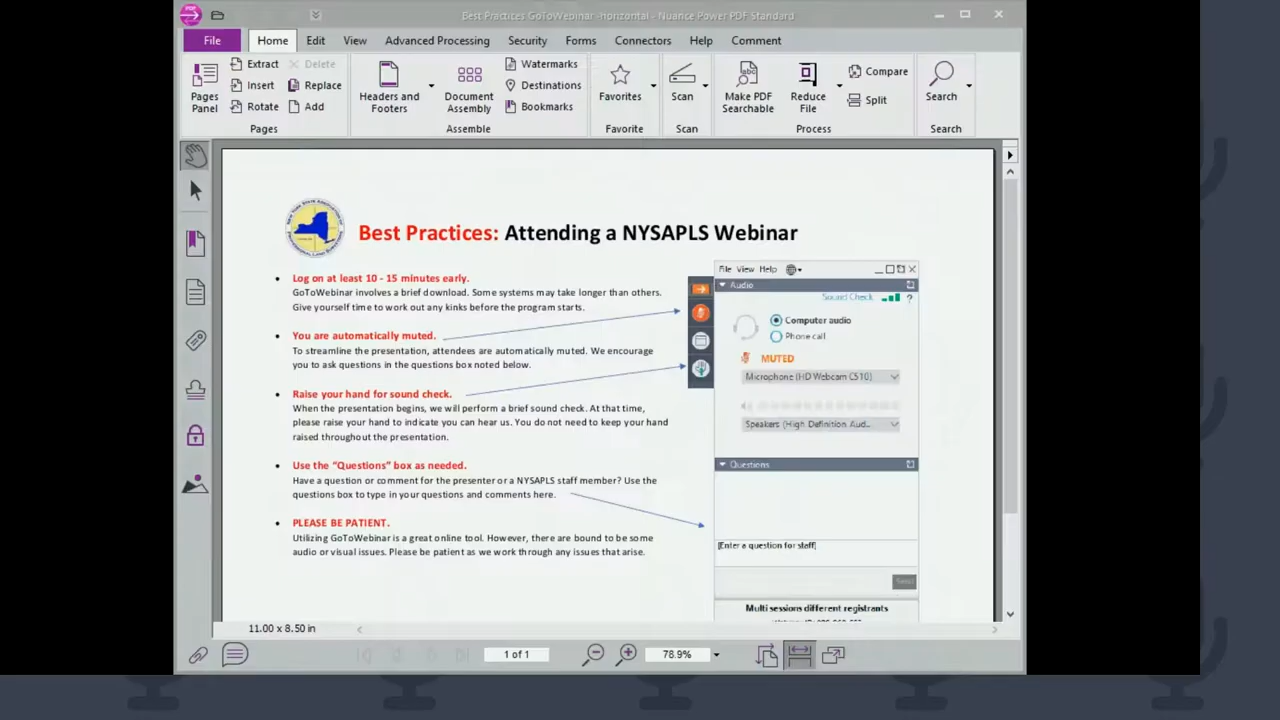 Best Practices GoToWebinar -horizontal - Nuance Power PDF Standard
File Home Edit View Advanced Processing Security Forms Connectors Help Comment
Extract Delete
Insert Replace
Rotate Add
Pages Panel
Pages
Headers and Footers
Document Assembly
Watermarks
Destinations
Bookmarks
Assemble
Favorites
Favorite
Scan
Scan
Make PDF Searchable
Reduce File
Compare
Split
Process
Search
Search
Best Practices: Attending a NYSAPLS Webinar
Log on at least 10 - 15 minutes early.
GoToWebinar involves a brief download. Some systems may take longer than others.
Give yourself time to work out any kinks before the program starts.
You are automatically muted.
To streamline the presentation, attendees are automatically muted. We encourage
you to ask questions in the questions box noted below.
Raise your hand for sound check.
When the presentation begins, we will perform a brief sound check. At that time,
please raise your hand to indicate you can hear us. You do not need to keep your hand
raised throughout the presentation.
Use the “Questions” box as needed.
Have a question or comment for the presenter or a NYSAPLS staff member? Use the
questions box to type in your questions and comments here.
PLEASE BE PATIENT.
Utilizing GoToWebinar is a great online tool. However, there are bound to be some
audio or visual issues. Please be patient as we work through any issues that arise.
File View Help
Audio
Sound Check ?
Computer audio
Phone call
MUTED
Microphone (HD Webcam C510)
Speakers (High Definition Aud...
Questions
[Enter a question for staff]
Send
Multi sessions different registrants
11.00 x 8.50 in
1 of 1
78.9%